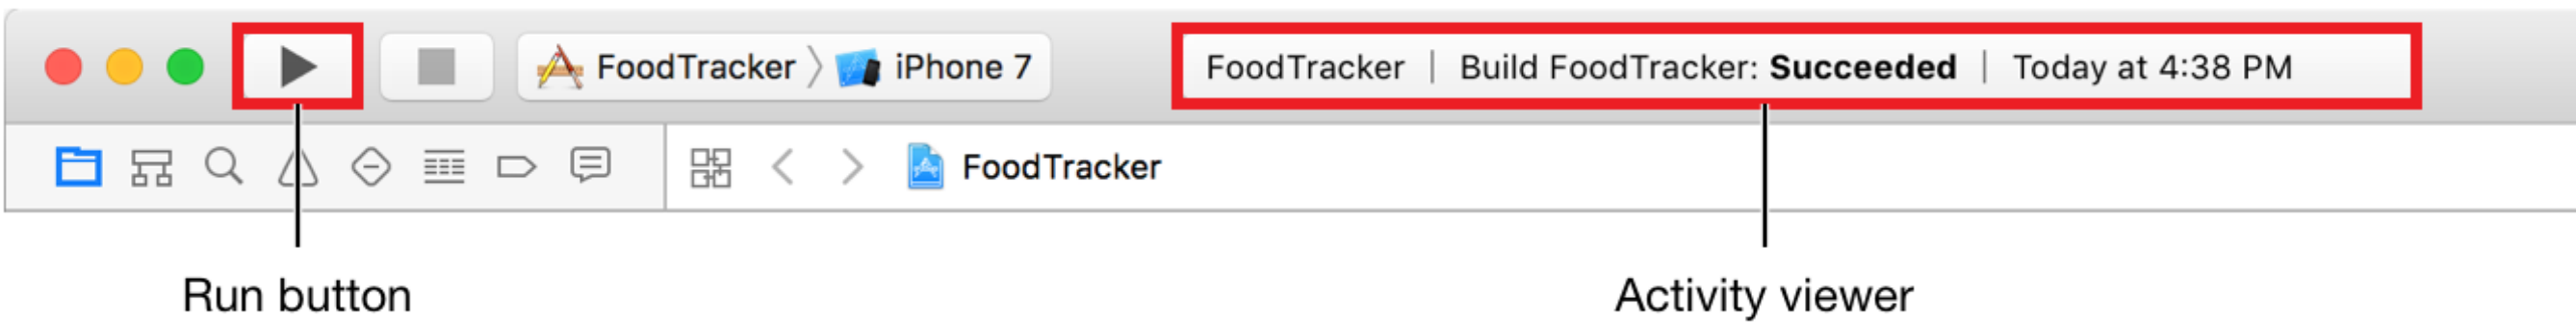 FoodTracker 〉 iPhone 7
FoodTracker | Build FoodTracker: Succeeded | Today at 4:38 PM
FoodTracker
Run button
Activity viewer